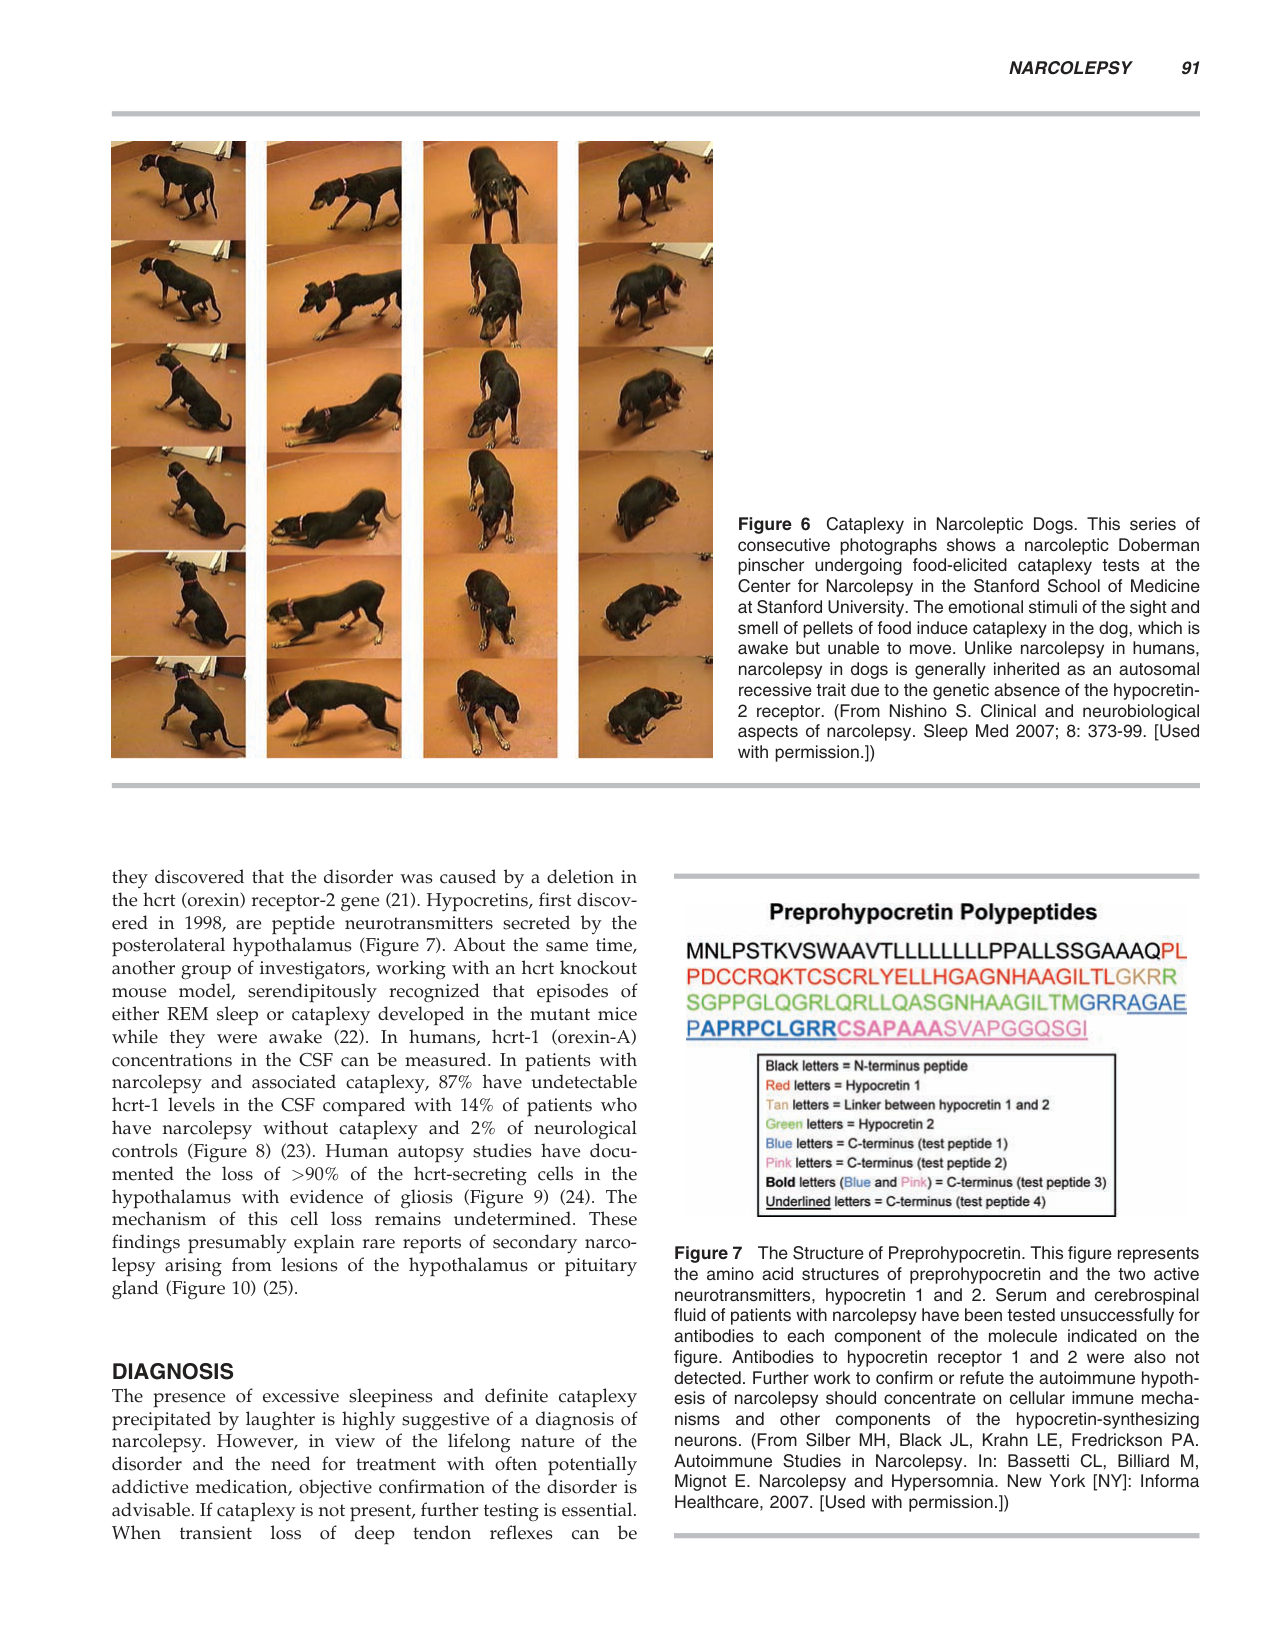 NARCOLEPSY 91
Figure 6 Cataplexy in Narcoleptic Dogs. This series of
consecutive photographs shows a narcoleptic Doberman
pinscher undergoing food-elicited cataplexy tests at the
Center for Narcolepsy in the Stanford School of Medicine
at Stanford University. The emotional stimuli of the sight and
smell of pellets of food induce cataplexy in the dog, which is
awake but unable to move. Unlike narcolepsy in humans,
narcolepsy in dogs is generally inherited as an autosomal
recessive trait due to the genetic absence of the hypocretin-
2 receptor. (From Nishino S. Clinical and neurobiological
aspects of narcolepsy. Sleep Med 2007; 8: 373-99. [Used
with permission.])
they discovered that the disorder was caused by a deletion in
the hcrt (orexin) receptor-2 gene (21). Hypocretins, first discov-
ered in 1998, are peptide neurotransmitters secreted by the
posterolateral hypothalamus (Figure 7). About the same time,
another group of investigators, working with an hcrt knockout
mouse model, serendipitously recognized that episodes of
either REM sleep or cataplexy developed in the mutant mice
while they were awake (22). In humans, hcrt-1 (orexin-A)
concentrations in the CSF can be measured. In patients with
narcolepsy and associated cataplexy, 87% have undetectable
hcrt-1 levels in the CSF compared with 14% of patients who
have narcolepsy without cataplexy and 2% of neurological
controls (Figure 8) (23). Human autopsy studies have docu-
mented the loss of >90% of the hcrt-secreting cells in the
hypothalamus with evidence of gliosis (Figure 9) (24). The
mechanism of this cell loss remains undetermined. These
findings presumably explain rare reports of secondary narco-
lepsy arising from lesions of the hypothalamus or pituitary
gland (Figure 10) (25).
DIAGNOSIS
The presence of excessive sleepiness and definite cataplexy
precipitated by laughter is highly suggestive of a diagnosis of
narcolepsy. However, in view of the lifelong nature of the
disorder and the need for treatment with often potentially
addictive medication, objective confirmation of the disorder is
advisable. If cataplexy is not present, further testing is essential.
When transient loss of deep tendon reflexes can be
Preprohypocretin Polypeptides
MNLPSTKVSWAAVTLLLLLLLLPPALLSSGAAAQPL
PDCCRQKTCSCRLYELLHGAGNHAAGILTLGKRR
SGPPGLQGRLQRLLQASGNHAAGILTMGRRAGAE
PAPRPCLGRRCSAPAAASVAPGGQSGI
Black letters = N-terminus peptide
Red letters = Hypocretin 1
Tan letters = Linker between hypocretin 1 and 2
Green letters = Hypocretin 2
Blue letters = C-terminus (test peptide 1)
Pink letters = C-terminus (test peptide 2)
Bold letters (Blue and Pink) = C-terminus (test peptide 3)
Underlined letters = C-terminus (test peptide 4)
Figure 7 The Structure of Preprohypocretin. This figure represents
the amino acid structures of preprohypocretin and the two active
neurotransmitters, hypocretin 1 and 2. Serum and cerebrospinal
fluid of patients with narcolepsy have been tested unsuccessfully for
antibodies to each component of the molecule indicated on the
figure. Antibodies to hypocretin receptor 1 and 2 were also not
detected. Further work to confirm or refute the autoimmune hypoth-
esis of narcolepsy should concentrate on cellular immune mecha-
nisms and other components of the hypocretin-synthesizing
neurons. (From Silber MH, Black JL, Krahn LE, Fredrickson PA.
Autoimmune Studies in Narcolepsy. In: Bassetti CL, Billiard M,
Mignot E. Narcolepsy and Hypersomnia. New York [NY]: Informa
Healthcare, 2007. [Used with permission.])